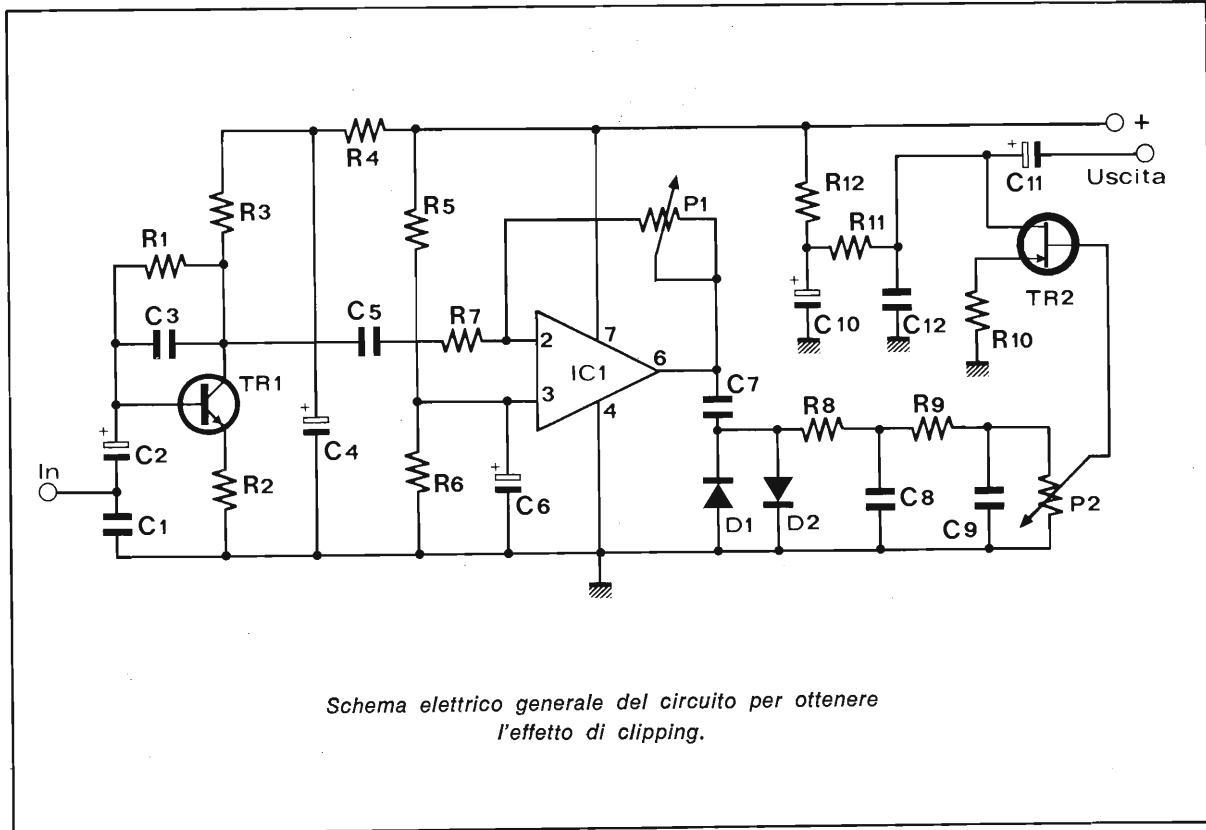 +
R4
+
C11
Uscita
R12
R3
R5
P1
R11
R1
TR2
C3
C5
R7
+
C10
C12
R10
2
7
6
IC1
TR1
3
4
C7
R8
R9
+
C2
+
C4
In
R2
R6
+
C6
C8
C9
P2
C1
D1
D2
Schema elettrico generale del circuito per ottenere
l'effetto di clipping.